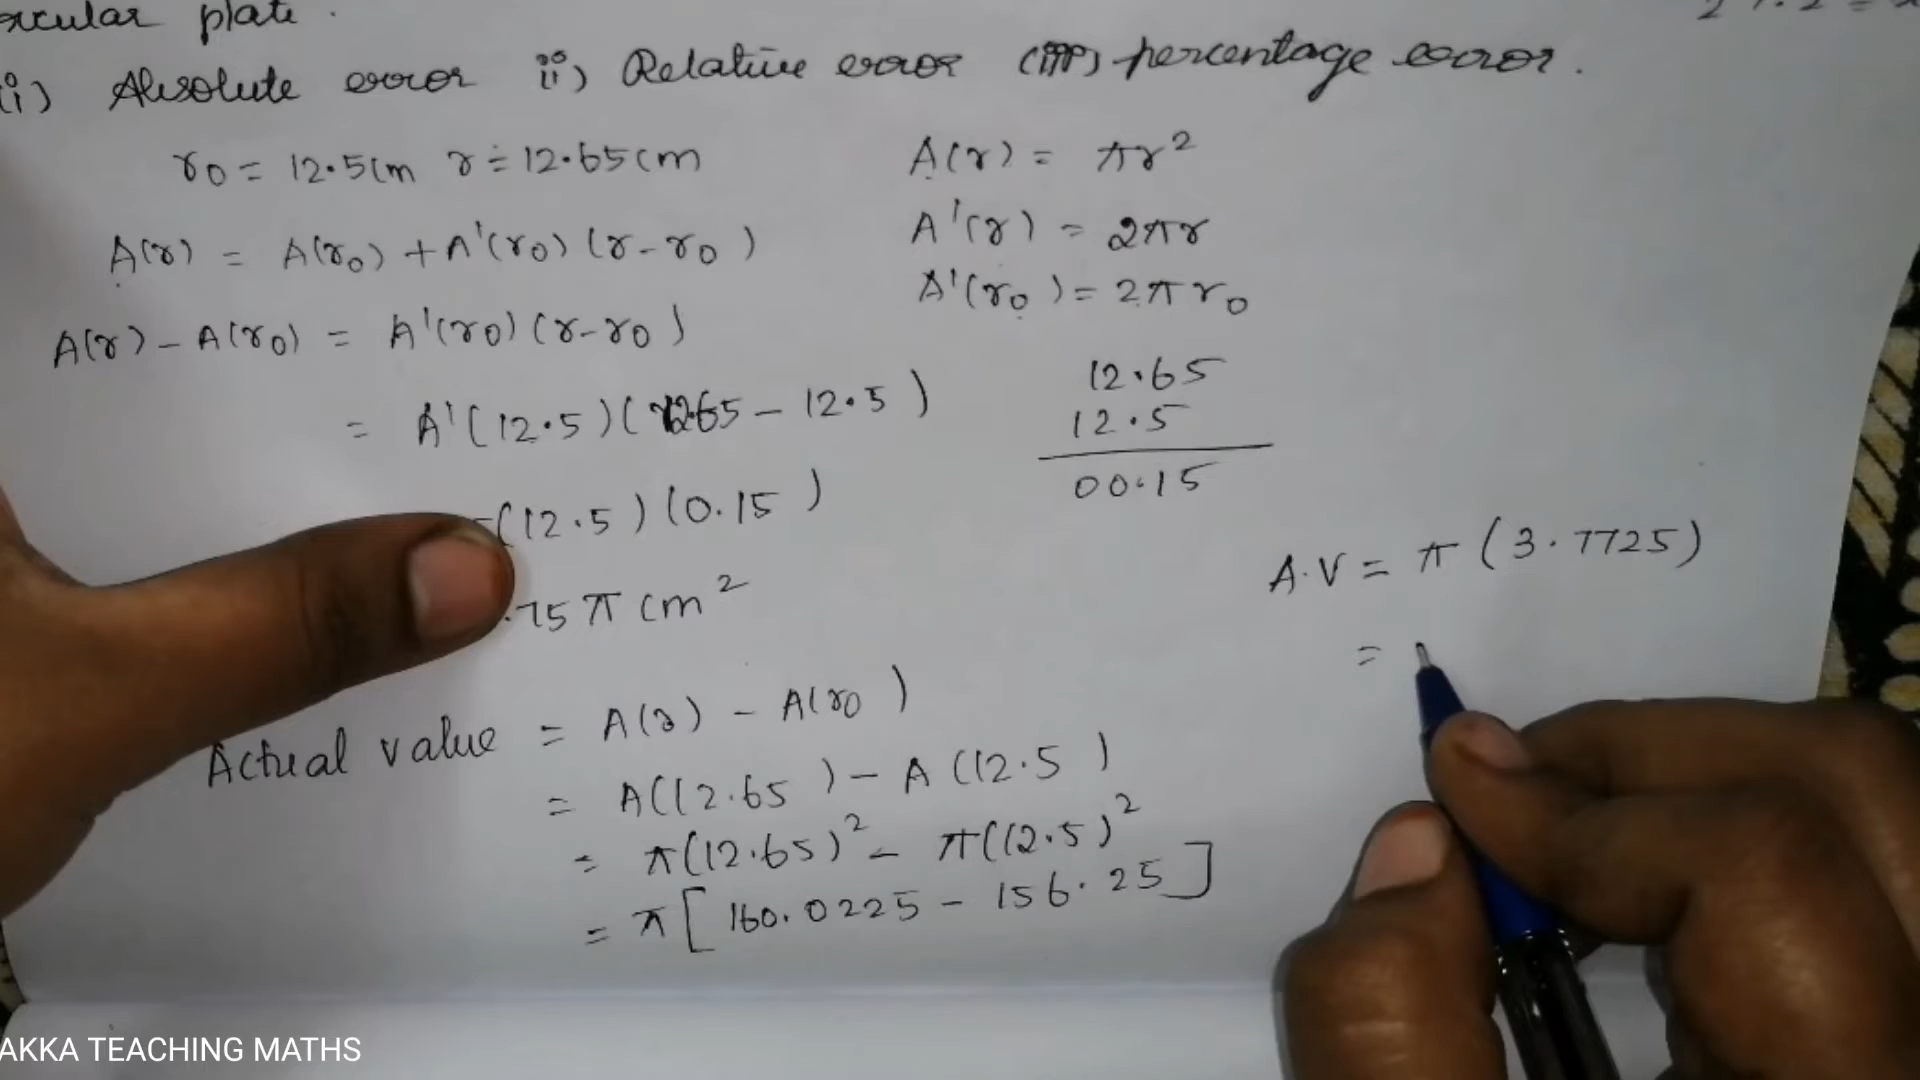 plate.
(i) Absolute error ii) Relative error (iii) percentage error.
r0 = 12.5cm r = 12.65cm
A(r) = A(r0) + A'(r0) (r-r0)
A(r) - A(r0) = A'(r0) (r-r0)
= A'(12.5) (12.65 - 12.5)
(12.5) (0.15)
.75 π cm²
Actual value = A(r) - A(r0)
= A(12.65) - A(12.5)
= π(12.65)² - π(12.5)²
= π[160.0225 - 156.25]
A(r) = πr²
A'(r) = 2πr
A'(r0) = 2πr0
12.65
12.5
00.15
A.V = π (3.7725)
=
AKKA TEACHING MATHS